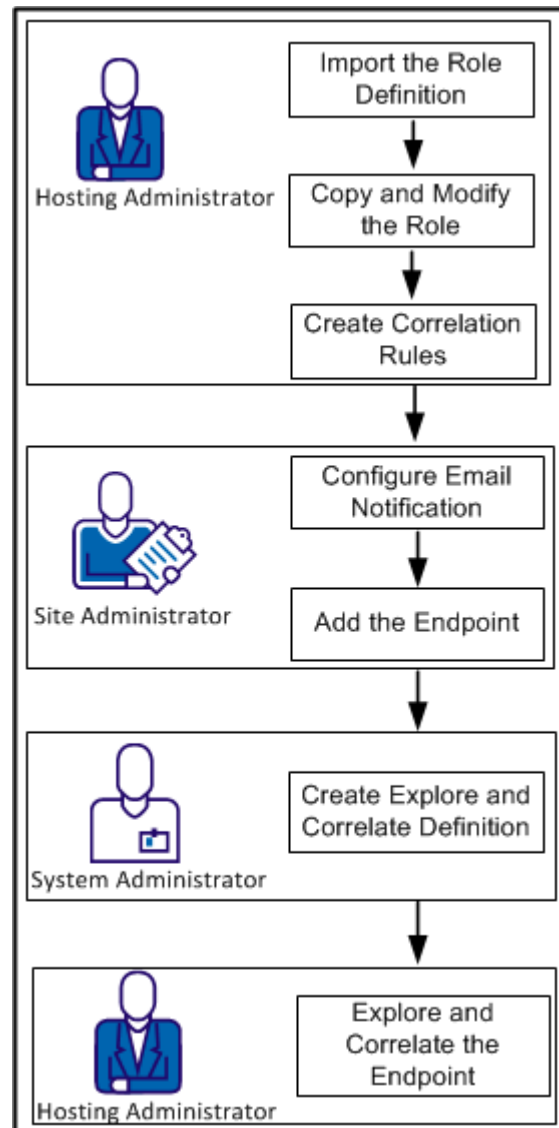 Import the Role
Definition
Hosting Administrator
Copy and Modify
the Role
Create Correlation
Rules
Configure Email
Notification
Site Administrator
Add the Endpoint
Create Explore and
Correlate Definition
System Administrator
Explore and
Correlate the
Endpoint
Hosting Administrator